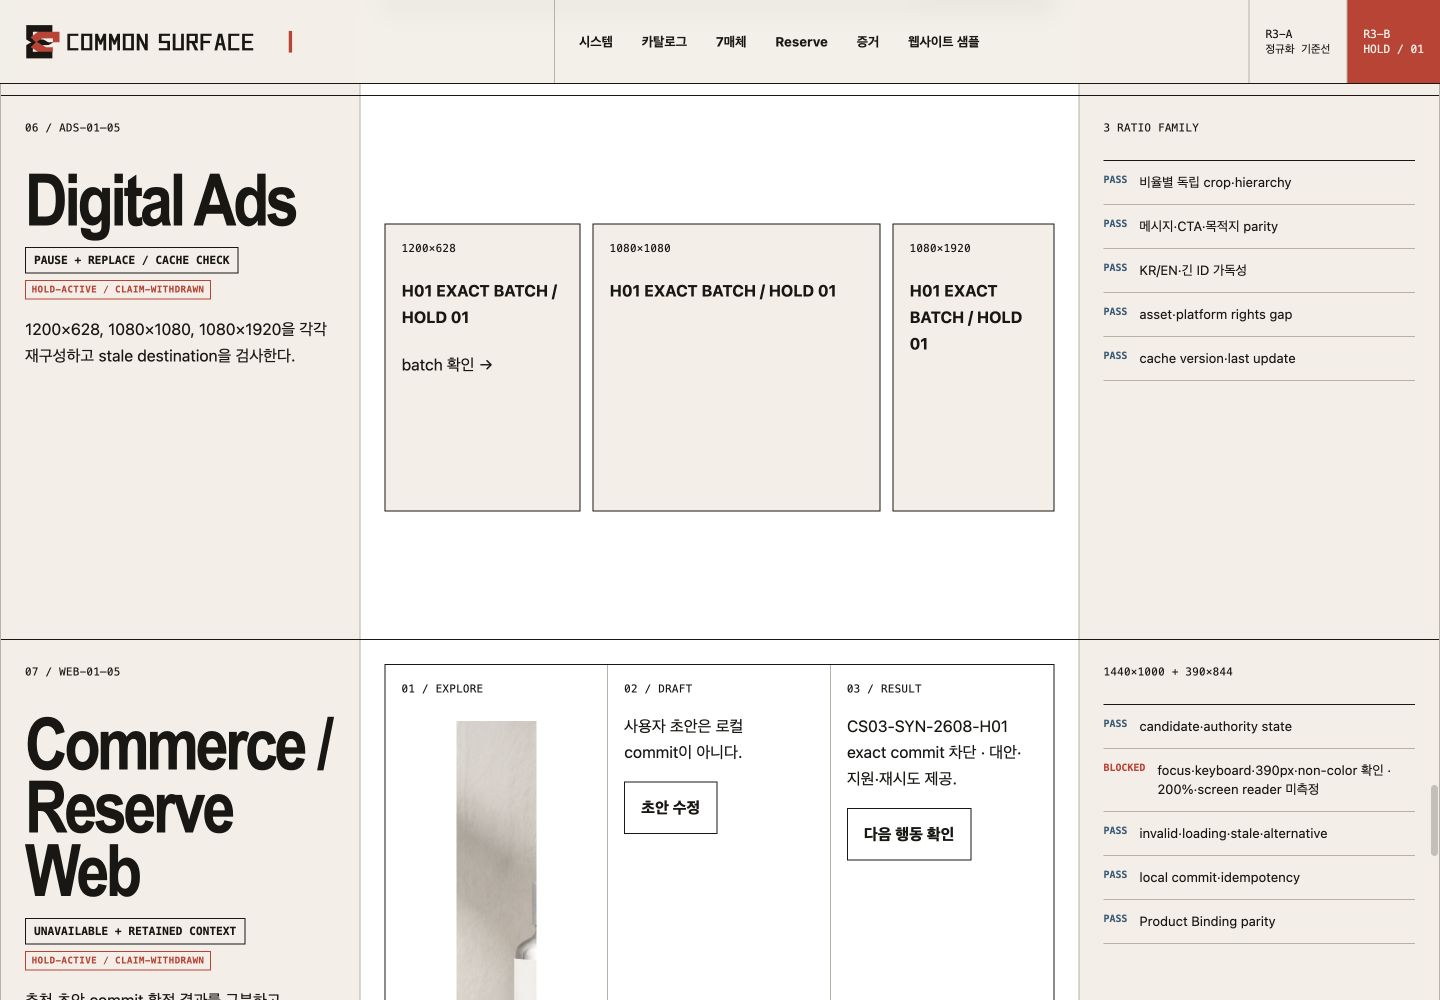 COMMON SURFACE
시스템
카탈로그
7매체
Reserve
증거
웹사이트 샘플
R3-A
정규화 기준선
R3-B
HOLD / 01
06 / ADS-01-05
Digital Ads
PAUSE + REPLACE / CACHE CHECK
HOLD-ACTIVE / CLAIM-WITHDRAWN
1200×628, 1080×1080, 1080×1920을 각각
재구성하고 stale destination을 검사한다.
1200×628
H01 EXACT BATCH /
HOLD 01
batch 확인 →
1080×1080
H01 EXACT BATCH / HOLD 01
1080×1920
H01 EXACT
BATCH / HOLD
01
3 RATIO FAMILY
PASS 비율별 독립 crop·hierarchy
PASS 메시지·CTA·목적지 parity
PASS KR/EN·긴 ID 가독성
PASS asset·platform rights gap
PASS cache version·last update
07 / WEB-01-05
Commerce /
Reserve
Web
UNAVAILABLE + RETAINED CONTEXT
HOLD-ACTIVE / CLAIM-WITHDRAWN
01 / EXPLORE
02 / DRAFT
사용자 초안은 로컬
commit이 아니다.
초안 수정
03 / RESULT
CS03-SYN-2608-H01
exact commit 차단 · 대안·
지원·재시도 제공.
다음 행동 확인
1440×1000 + 390×844
PASS candidate·authority state
BLOCKED focus·keyboard·390px·non-color 확인 ·
200%·screen reader 미측정
PASS invalid·loading·stale·alternative
PASS local commit·idempotency
PASS Product Binding parity